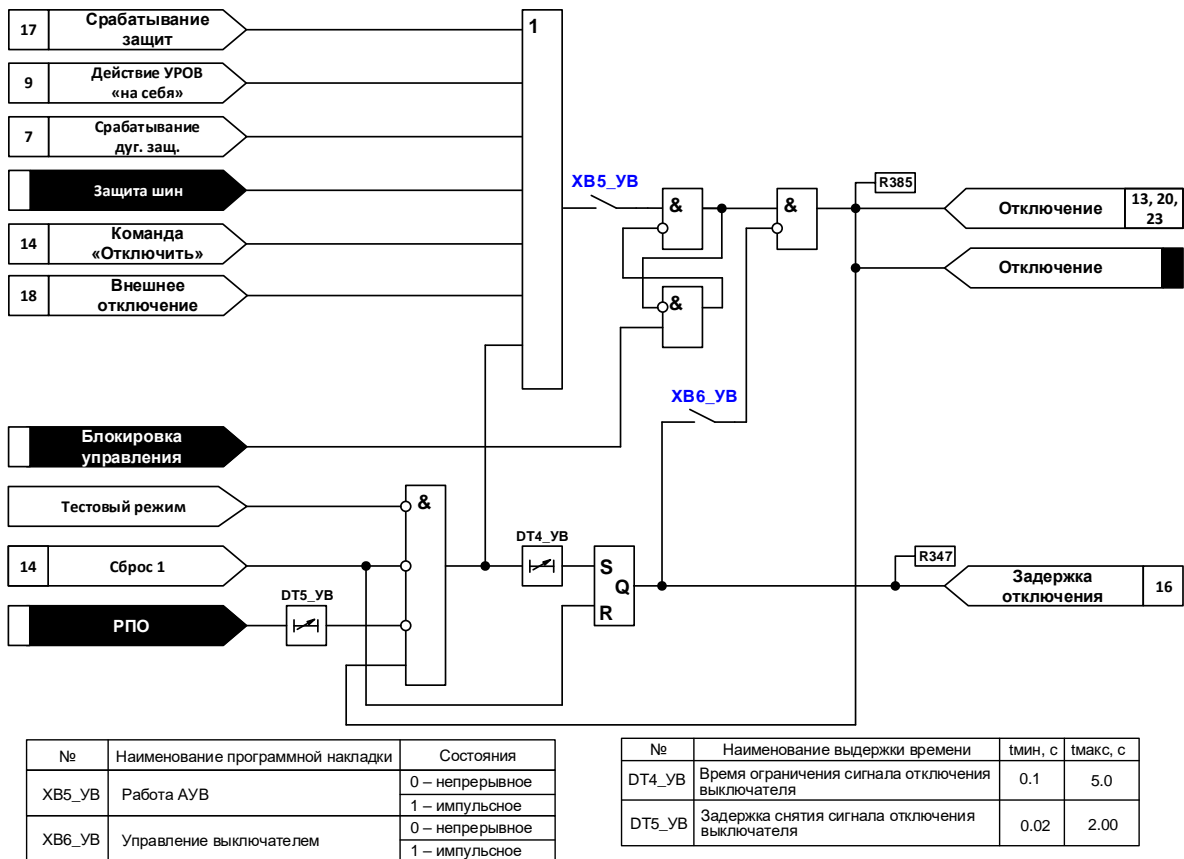 17
Срабатывание
защит
9
Действие УРОВ
«на себя»
7
Срабатывание
дуг. защ.
Защита шин
14
Команда
«Отключить»
18
Внешнее
отключение
1
XB5_УВ
&
&
&
R385
Отключение
13, 20,
23
Отключение
XB6_УВ
Блокировка
управления
Тестовый режим
14
Сброс 1
РПО
DT5_УВ
&
DT4_УВ
S
Q
R
R347
Задержка
отключения
16
№ Наименование программной накладки Состояния
XB5_УВ Работа АУВ 0 – непрерывное
1 – импульсное
XB6_УВ Управление выключателем 0 – непрерывное
1 – импульсное
№ Наименование выдержки времени tмин, с tмакс, с
DT4_УВ Время ограничения сигнала отключения
выключателя 0.1 5.0
DT5_УВ Задержка снятия сигнала отключения
выключателя 0.02 2.00